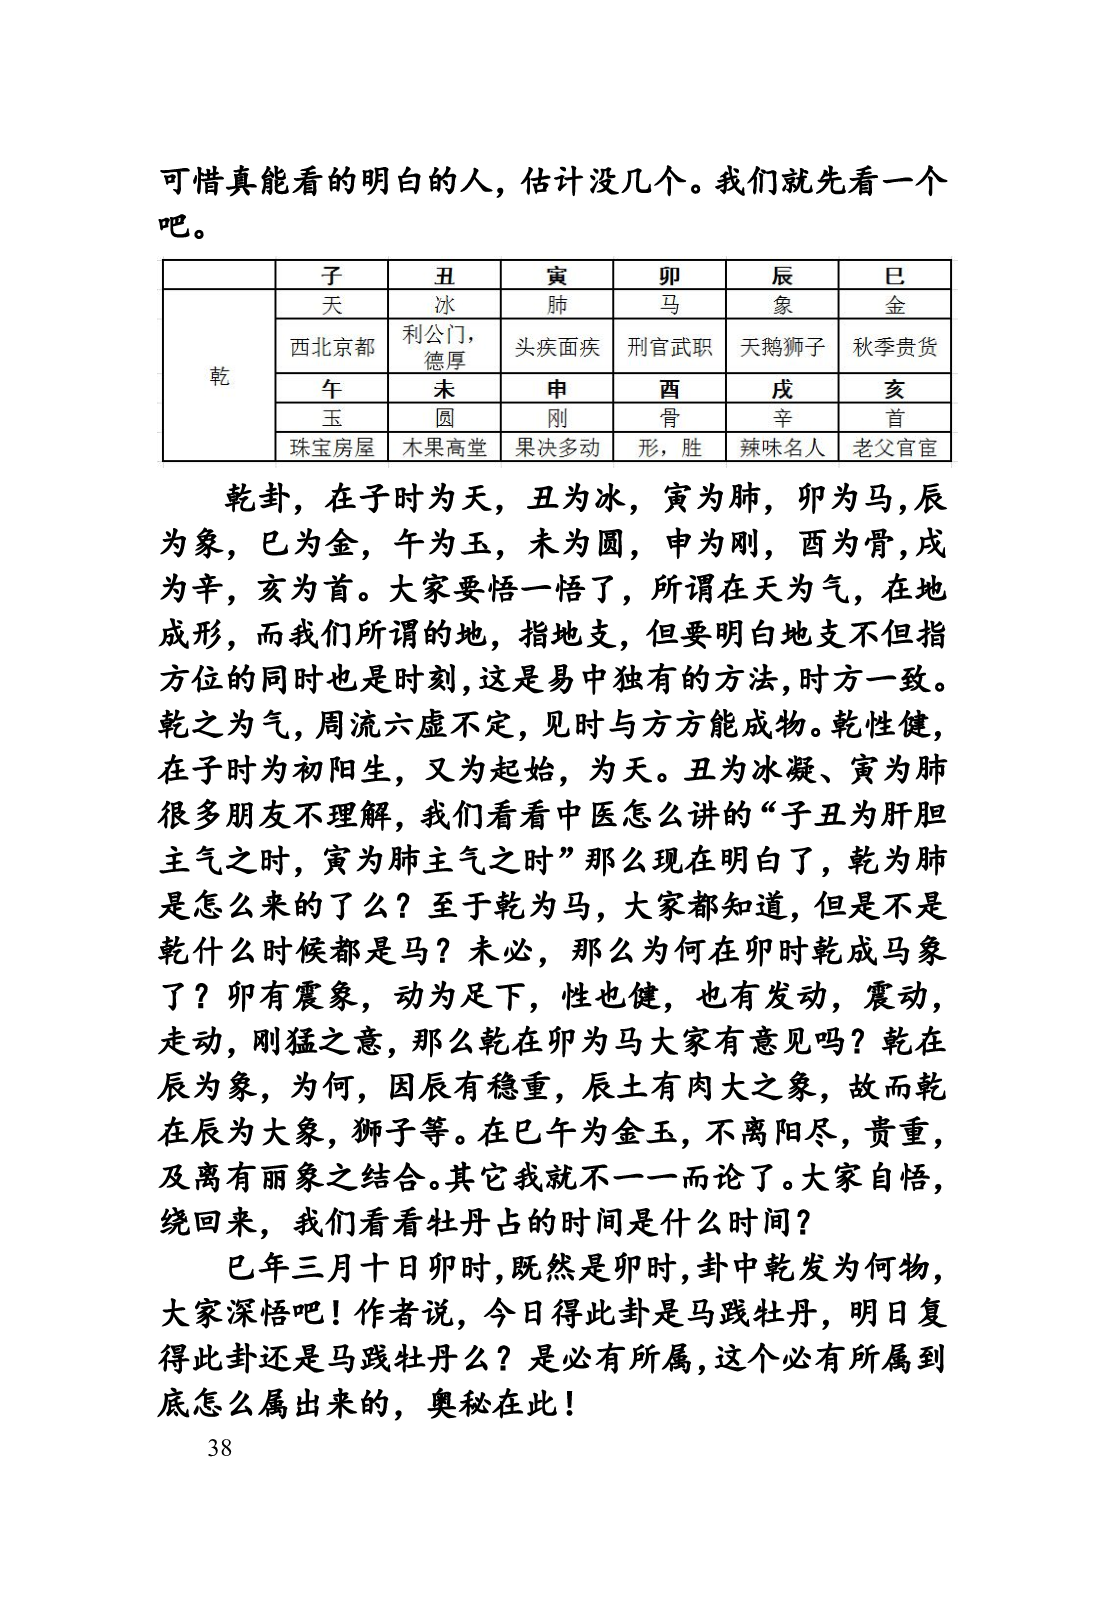 可惜真能看的明白的人，估计没几个。我们就先看一个
吧。
子 丑 寅 卯 辰 巳
天 冰 肺 马 象 金
西北京都 利公门，德厚 头疾面疾 刑官武职 天鹅狮子 秋季贵货
乾
午 未 申 酉 戌 亥
玉 圆 刚 骨 辛 首
珠宝房屋 木果高堂 果决多动 形，胜 辣味名人 老父官宦
乾卦，在子时为天，丑为冰，寅为肺，卯为马，辰
为象，巳为金，午为玉，未为圆，申为刚，酉为骨，戌
为辛，亥为首。大家要悟一悟了，所谓在天为气，在地
成形，而我们所谓的地，指地支，但要明白地支不但指
方位的同时也是时刻，这是易中独有的方法，时方一致。
乾之为气，周流六虚不定，见时与方方能成物。乾性健，
在子时为初阳生，又为起始，为天。丑为冰凝、寅为肺
很多朋友不理解，我们看看中医怎么讲的“子丑为肝胆
主气之时，寅为肺主气之时”那么现在明白了，乾为肺
是怎么来的了么？至于乾为马，大家都知道，但是不是
乾什么时候都是马？未必，那么为何在卯时乾成马象
了？卯有震象，动为足下，性也健，也有发动，震动，
走动，刚猛之意，那么乾在卯为马大家有意见吗？乾在
辰为象，为何，因辰有稳重，辰土有肉大之象，故而乾
在辰为大象，狮子等。在巳午为金玉，不离阳尽，贵重，
及离有丽象之结合。其它我就不一一而论了。大家自悟，
绕回来，我们看看牡丹占的时间是什么时间？
巳年三月十日卯时，既然是卯时，卦中乾发为何物，
大家深悟吧！作者说，今日得此卦是马践牡丹，明日复
得此卦还是马践牡丹么？是必有所属，这个必有所属到
底怎么属出来的，奥秘在此！
38